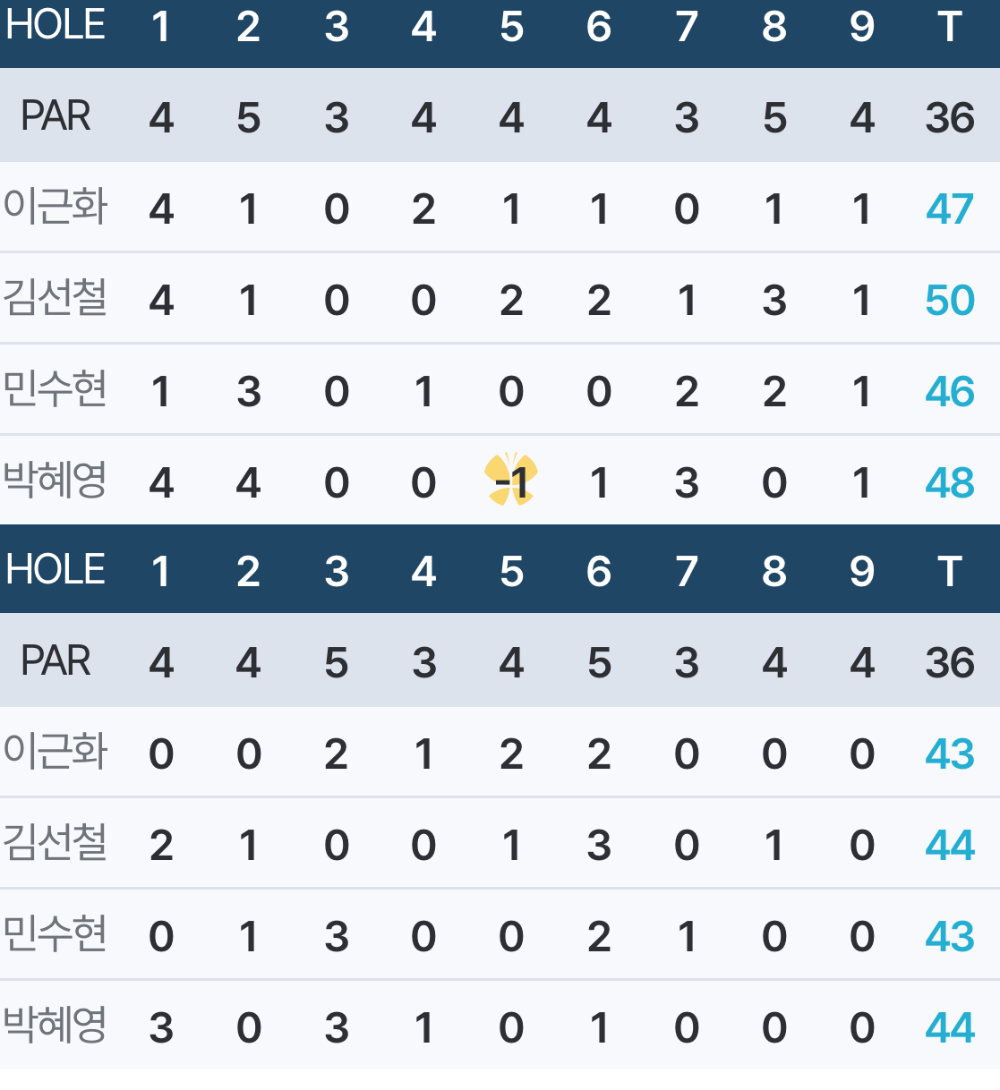 HOLE 1 2 3 4 5 6 7 8 9 T
PAR 4 5 3 4 4 4 3 5 4 36
이근화 4 1 0 2 1 1 0 1 1 47
김선철 4 1 0 0 2 2 1 3 1 50
민수현 1 3 0 1 0 0 2 2 1 46
박혜영 4 4 0 0 -1 1 3 0 1 48
HOLE 1 2 3 4 5 6 7 8 9 T
PAR 4 4 5 3 4 5 3 4 4 36
이근화 0 0 2 1 2 2 0 0 0 43
김선철 2 1 0 0 1 3 0 1 0 44
민수현 0 1 3 0 0 2 1 0 0 43
박혜영 3 0 3 1 0 1 0 0 0 44